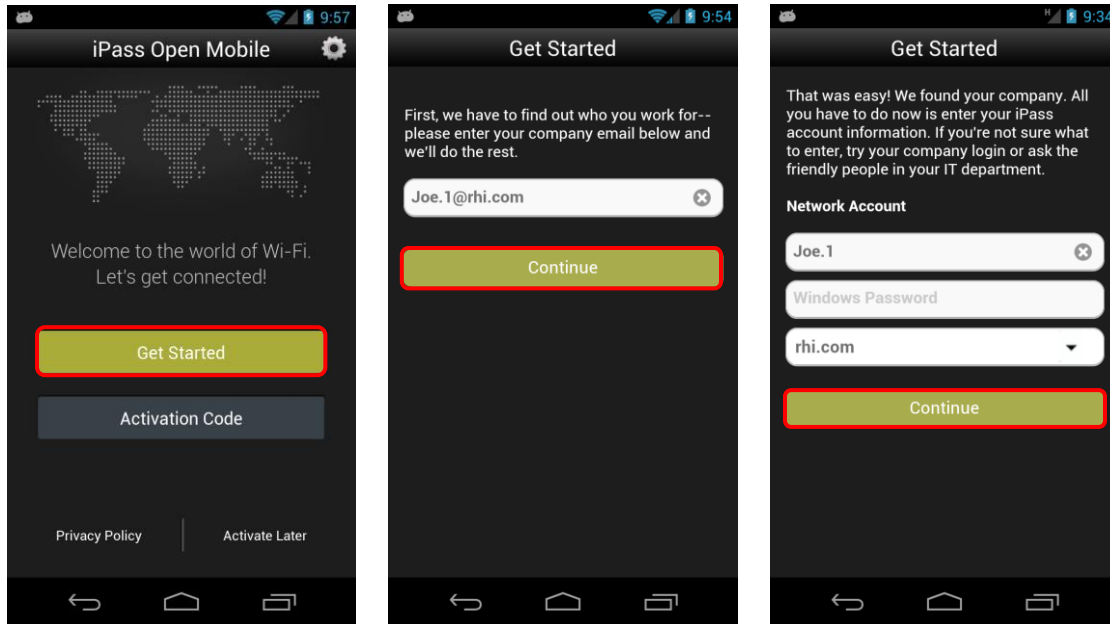 9:57
iPass Open Mobile
Welcome to the world of Wi-Fi.
Let's get connected!
Get Started
Activation Code
Privacy Policy
Activate Later
9:54
Get Started
First, we have to find out who you work for--
please enter your company email below and
we'll do the rest.
Joe.1@rhi.com
Continue
H 9:34
Get Started
That was easy! We found your company. All
you have to do now is enter your iPass
account information. If you're not sure what
to enter, try your company login or ask the
friendly people in your IT department.
Network Account
Joe.1
Windows Password
rhi.com
Continue